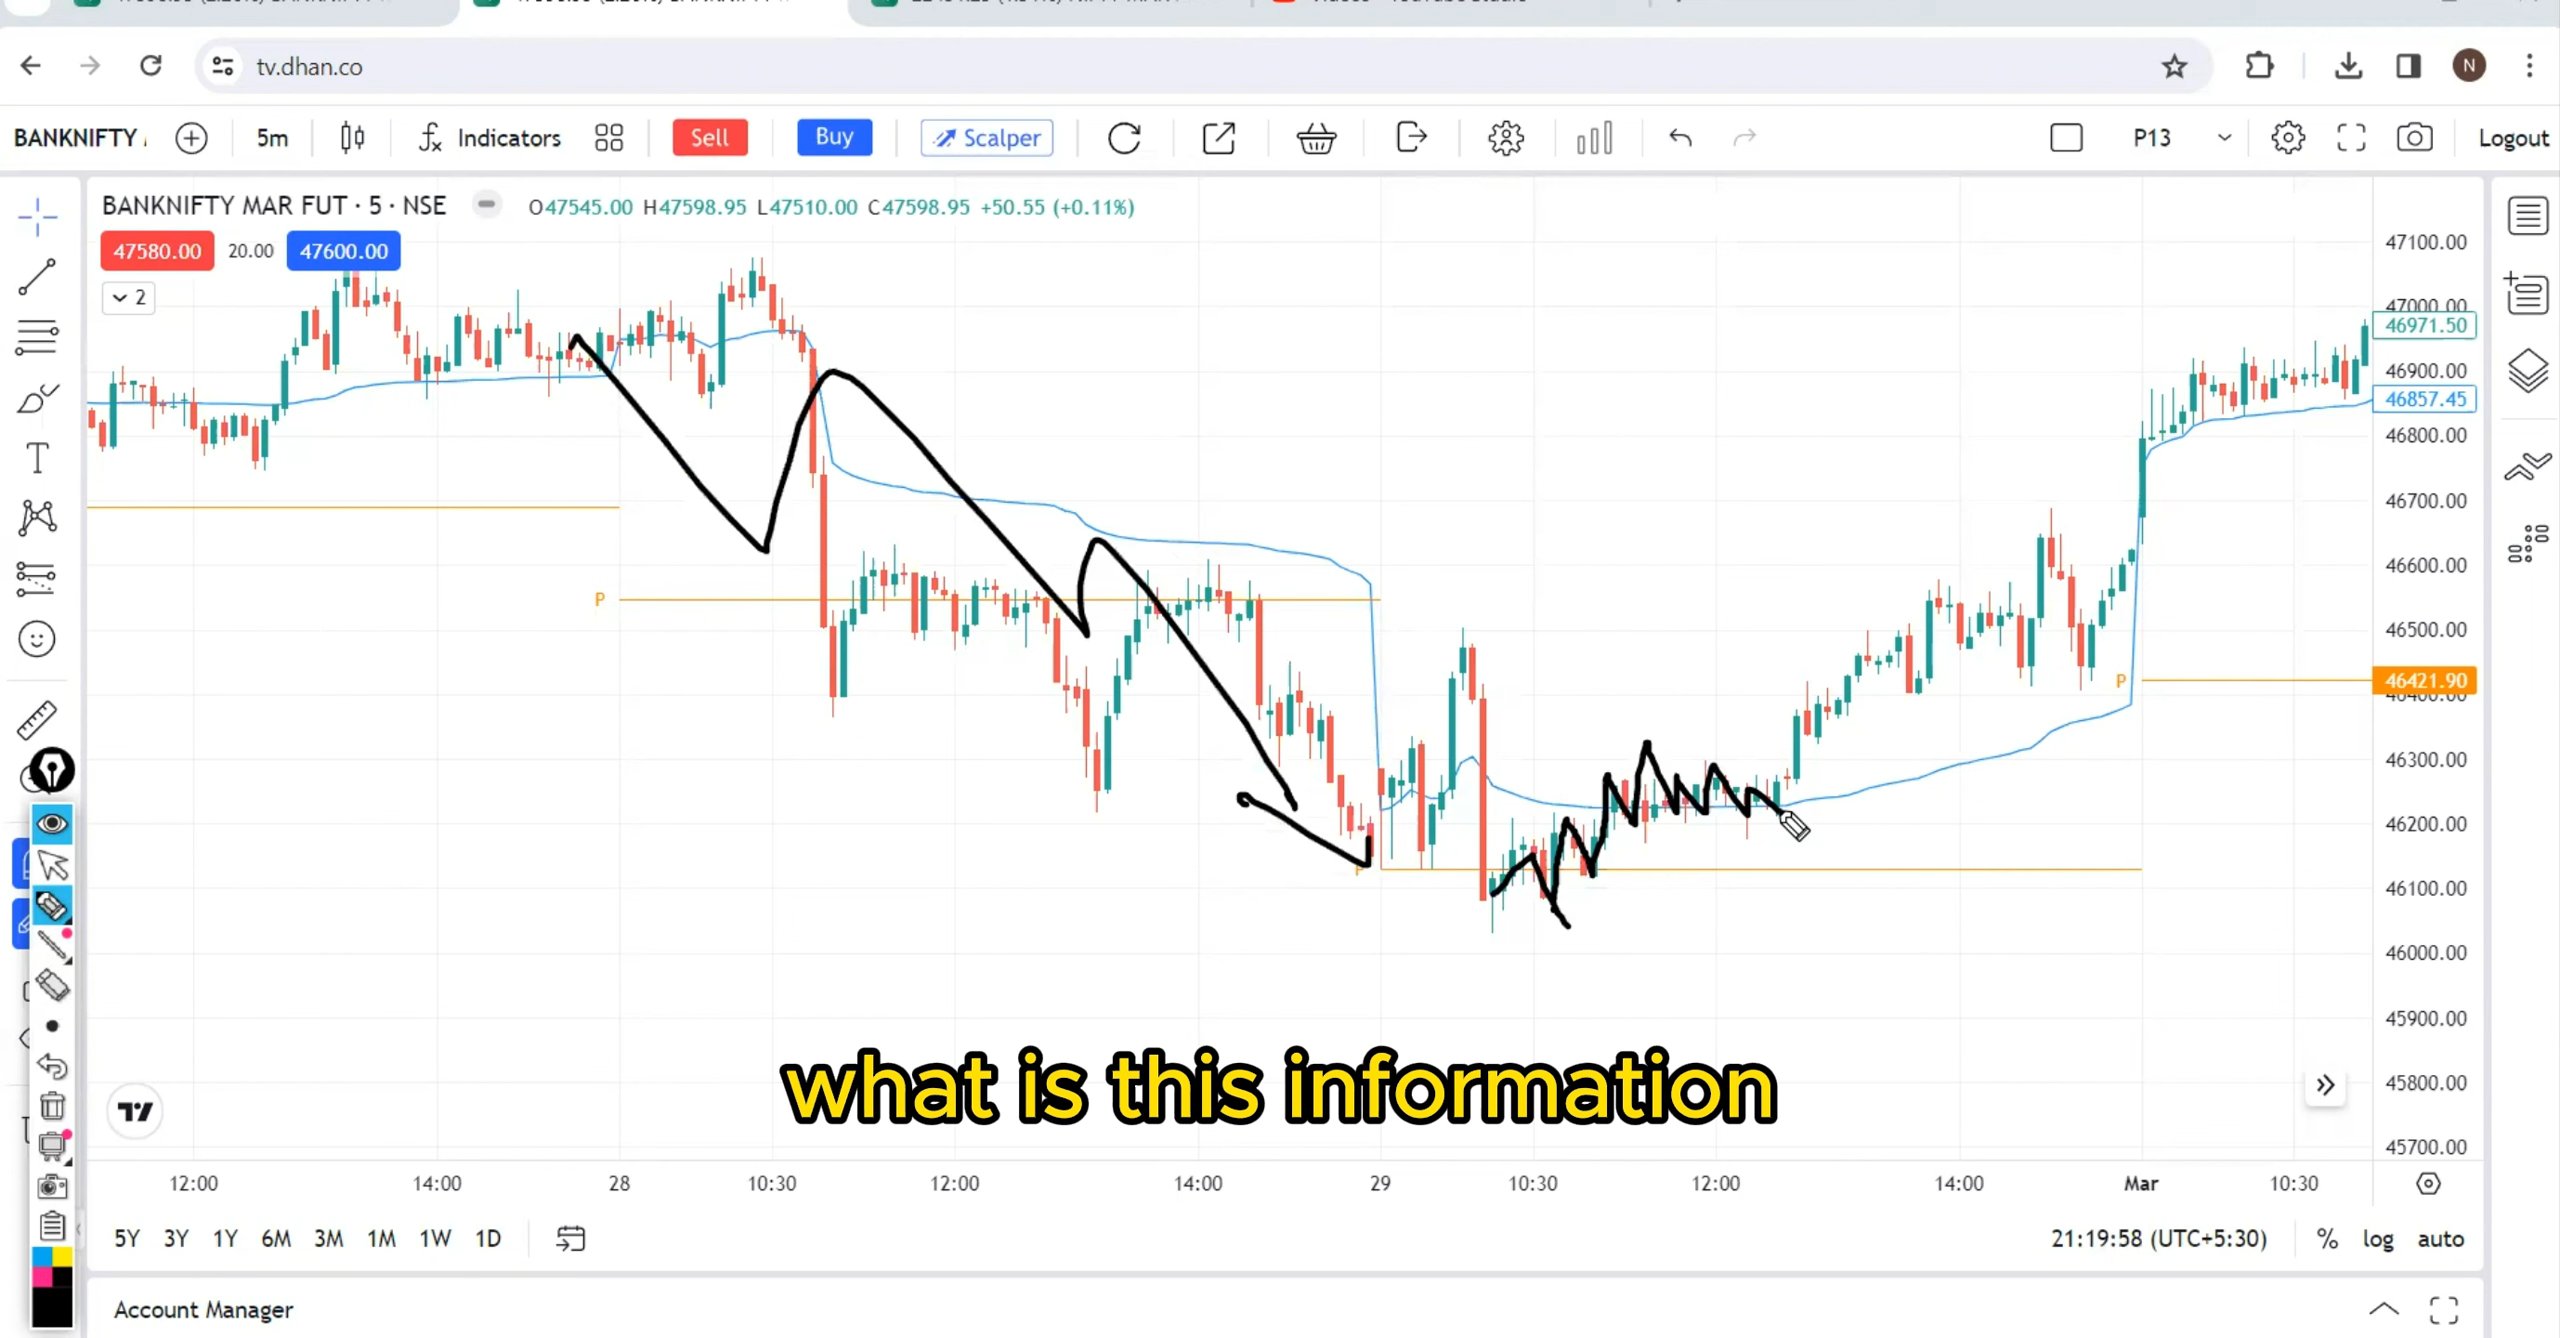 tv.dhan.co
N
BANKNIFTY
5m
Indicators
Sell
Buy
Scalper
P13
Logout
BANKNIFTY MAR FUT · 5 · NSE
O47545.00 H47598.95 L47510.00 C47598.95 +50.55 (+0.11%)
47580.00 20.00 47600.00
2
47100.00
47000.00
46971.50
46900.00
46857.45
46800.00
46700.00
46600.00
P
46500.00
P
46421.90
46400.00
46300.00
46200.00
P
46100.00
46000.00
45900.00
45800.00
45700.00
what is this information
12:00 14:00 28 10:30 12:00 14:00 29 10:30 12:00 14:00 Mar 10:30
5Y 3Y 1Y 6M 3M 1M 1W 1D
21:19:58 (UTC+5:30) % log auto
Account Manager